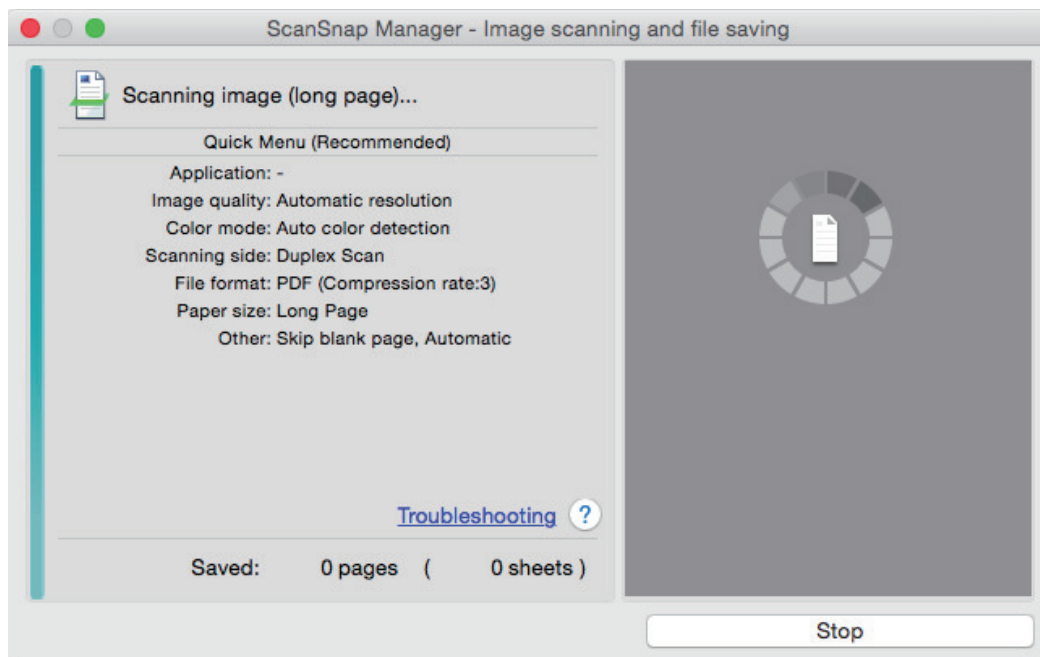 ScanSnap Manager - Image scanning and file saving
Scanning image (long page)...
Quick Menu (Recommended)
Application: -
Image quality: Automatic resolution
Color mode: Auto color detection
Scanning side: Duplex Scan
File format: PDF (Compression rate:3)
Paper size: Long Page
Other: Skip blank page, Automatic
Troubleshooting ?
Saved: 0 pages ( 0 sheets )
Stop